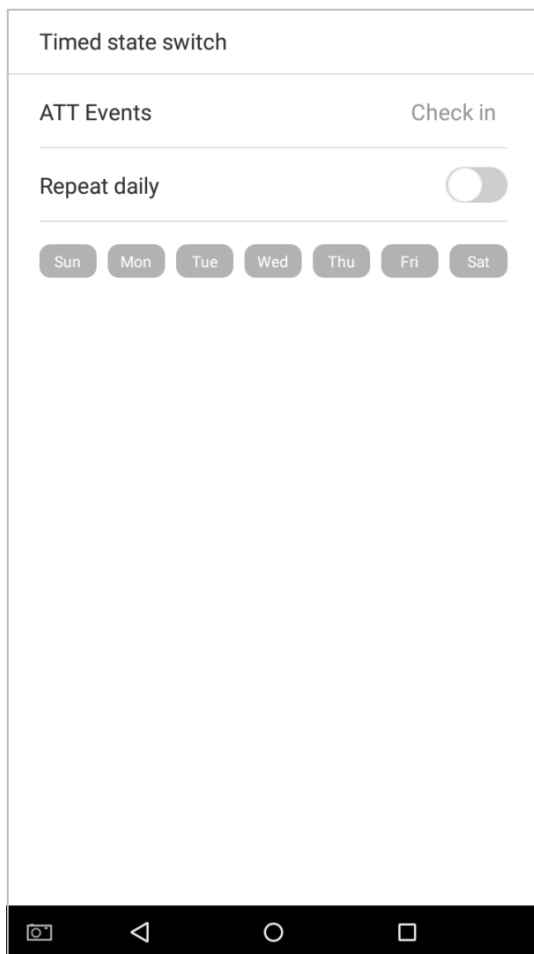 Timed state switch
ATT Events Check in
Repeat daily
Sun Mon Tue Wed Thu Fri Sat